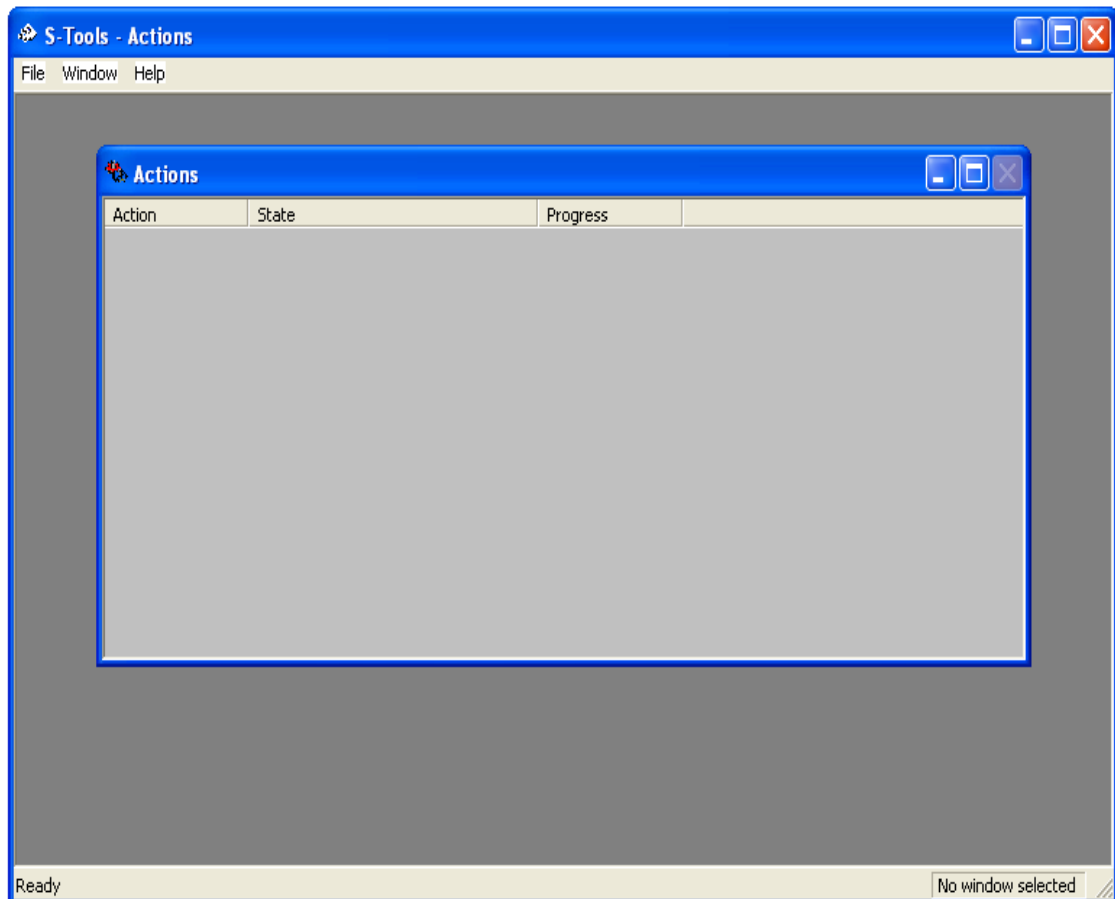 S-Tools - Actions
File Window Help
Actions
Action State Progress
Ready No window selected